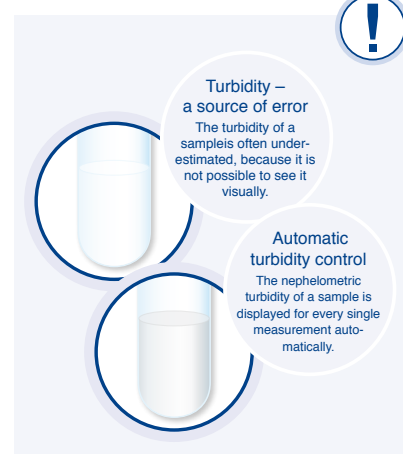 !
Turbidity –
a source of error
The turbidity of a
sampleis often under-
estimated, because it is
not possible to see it
visually.
Automatic
turbidity control
The nephelometric
turbidity of a sample is
displayed for every single
measurement auto-
matically.